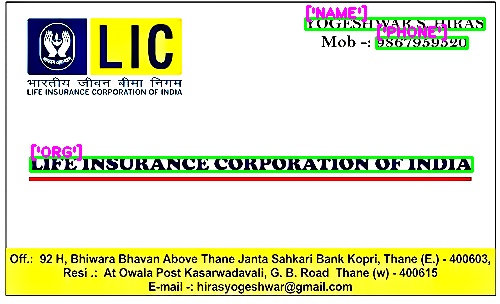 ['NAME']
YOGESHWAR S. HIRAS
['PHONE']
Mob -: 9867959520
LIC
भारतीय जीवन बीमा निगम
LIFE INSURANCE CORPORATION OF INDIA
['ORG']
LIFE INSURANCE CORPORATION OF INDIA
Off.: 92 H, Bhiwara Bhavan Above Thane Janta Sahkari Bank Kopri, Thane (E.) - 400603,
Resi .: At Owala Post Kasarwadavali, G. B. Road Thane (w) - 400615
E-mail -: hirasyogeshwar@gmail.com